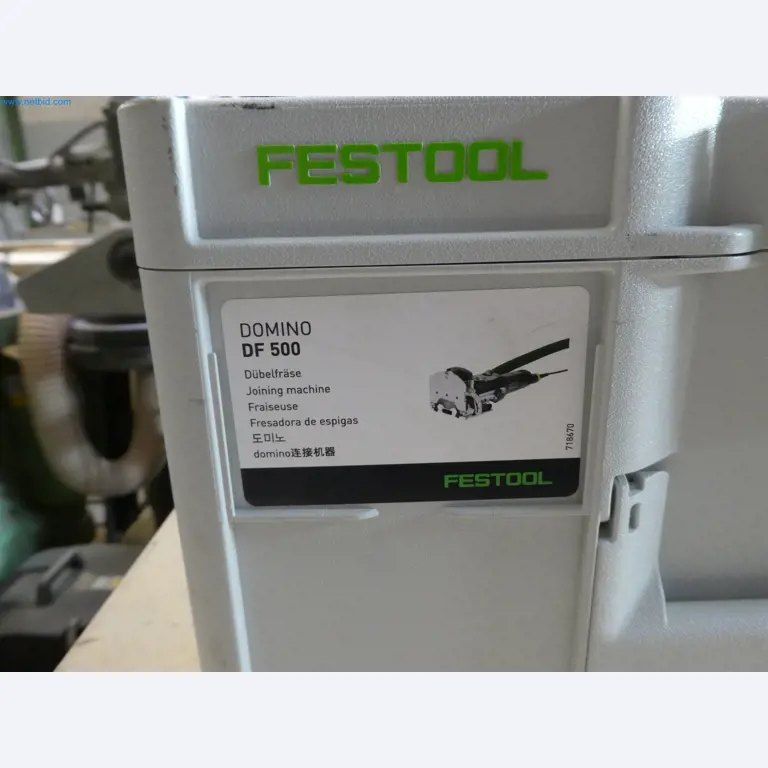 www.netbid.com
FESTOOL
DOMINO
DF 500
Dübelfräse
Joining machine
Fraiseuse
Fresadora de espigas
도미노
domino连接机器
718670
FESTOOL